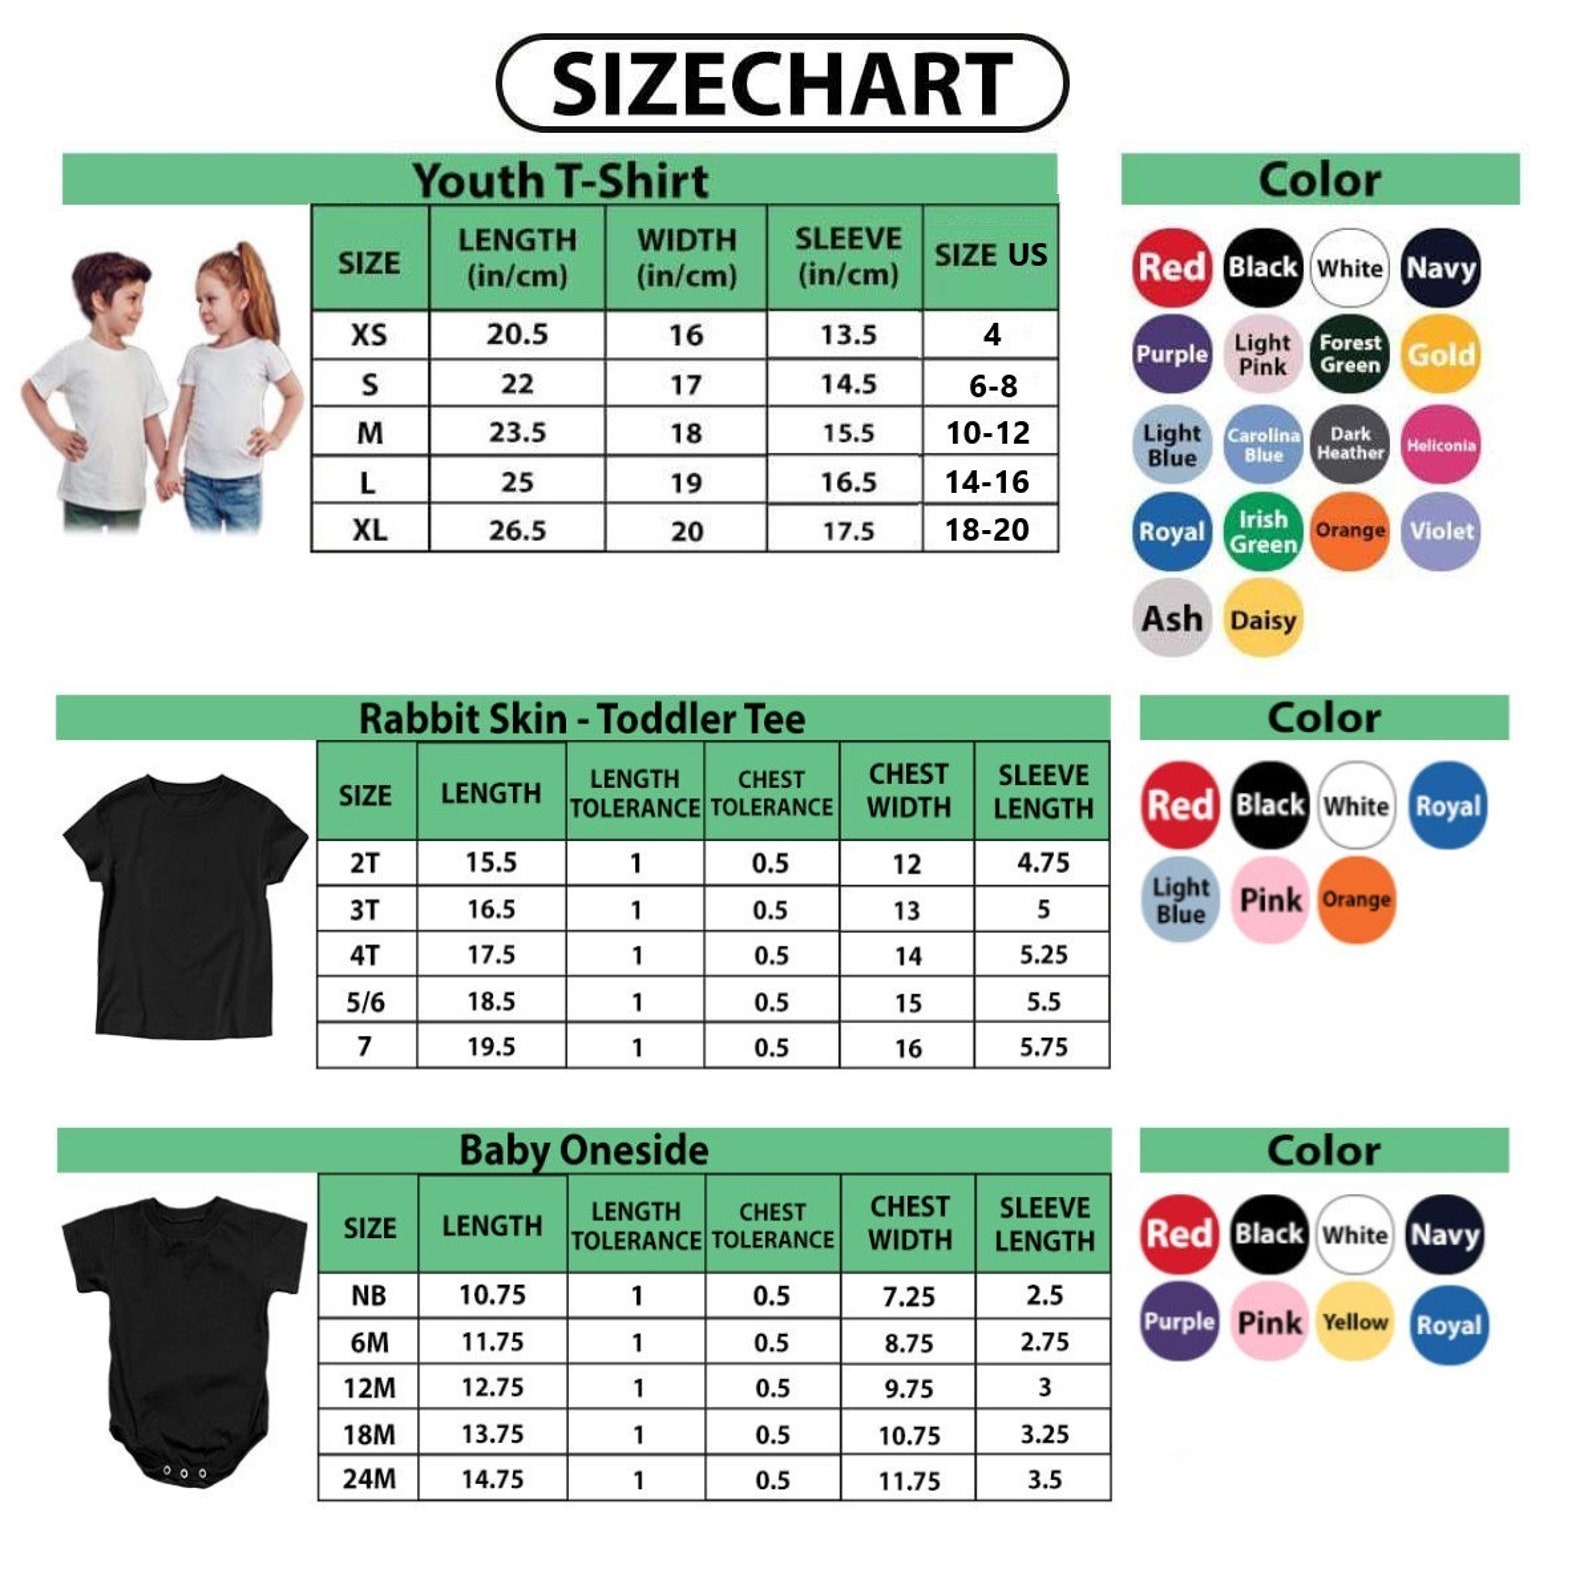 SIZECHART
Youth T-Shirt
SIZE LENGTH (in/cm) WIDTH (in/cm) SLEEVE (in/cm) SIZE US
XS 20.5 16 13.5 4
S 22 17 14.5 6-8
M 23.5 18 15.5 10-12
L 25 19 16.5 14-16
XL 26.5 20 17.5 18-20
Color
Red Black White Navy
Purple Light Pink Forest Green Gold
Light Blue Carolina Blue Dark Heather Heliconia
Royal Irish Green Orange Violet
Ash Daisy
Rabbit Skin - Toddler Tee
SIZE LENGTH LENGTH TOLERANCE CHEST TOLERANCE CHEST WIDTH SLEEVE LENGTH
2T 15.5 1 0.5 12 4.75
3T 16.5 1 0.5 13 5
4T 17.5 1 0.5 14 5.25
5/6 18.5 1 0.5 15 5.5
7 19.5 1 0.5 16 5.75
Color
Red Black White Royal
Light Blue Pink Orange
Baby Oneside
SIZE LENGTH LENGTH TOLERANCE CHEST TOLERANCE CHEST WIDTH SLEEVE LENGTH
NB 10.75 1 0.5 7.25 2.5
6M 11.75 1 0.5 8.75 2.75
12M 12.75 1 0.5 9.75 3
18M 13.75 1 0.5 10.75 3.25
24M 14.75 1 0.5 11.75 3.5
Color
Red Black White Navy
Purple Pink Yellow Royal